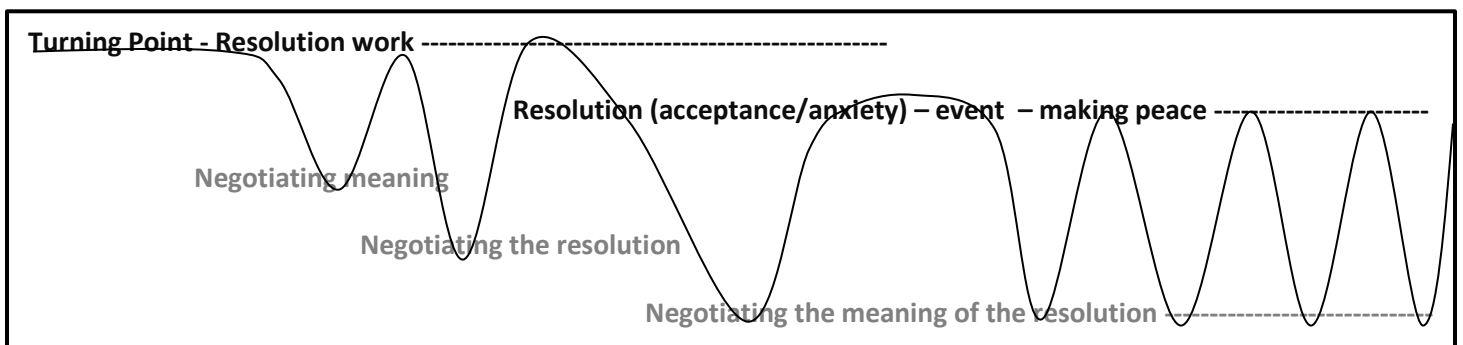 Turning Point - Resolution work ----------------------------------------------------
Resolution (acceptance/anxiety) – event  – making peace ------------------------
Negotiating meaning
Negotiating the resolution
Negotiating the meaning of the resolution ------------------------------